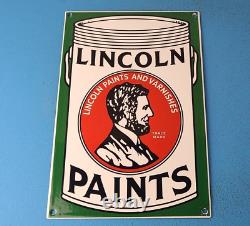 LINCOLN
LINCOLN PAINTS AND VARNISHES
TRADE
MARK
PAINTS